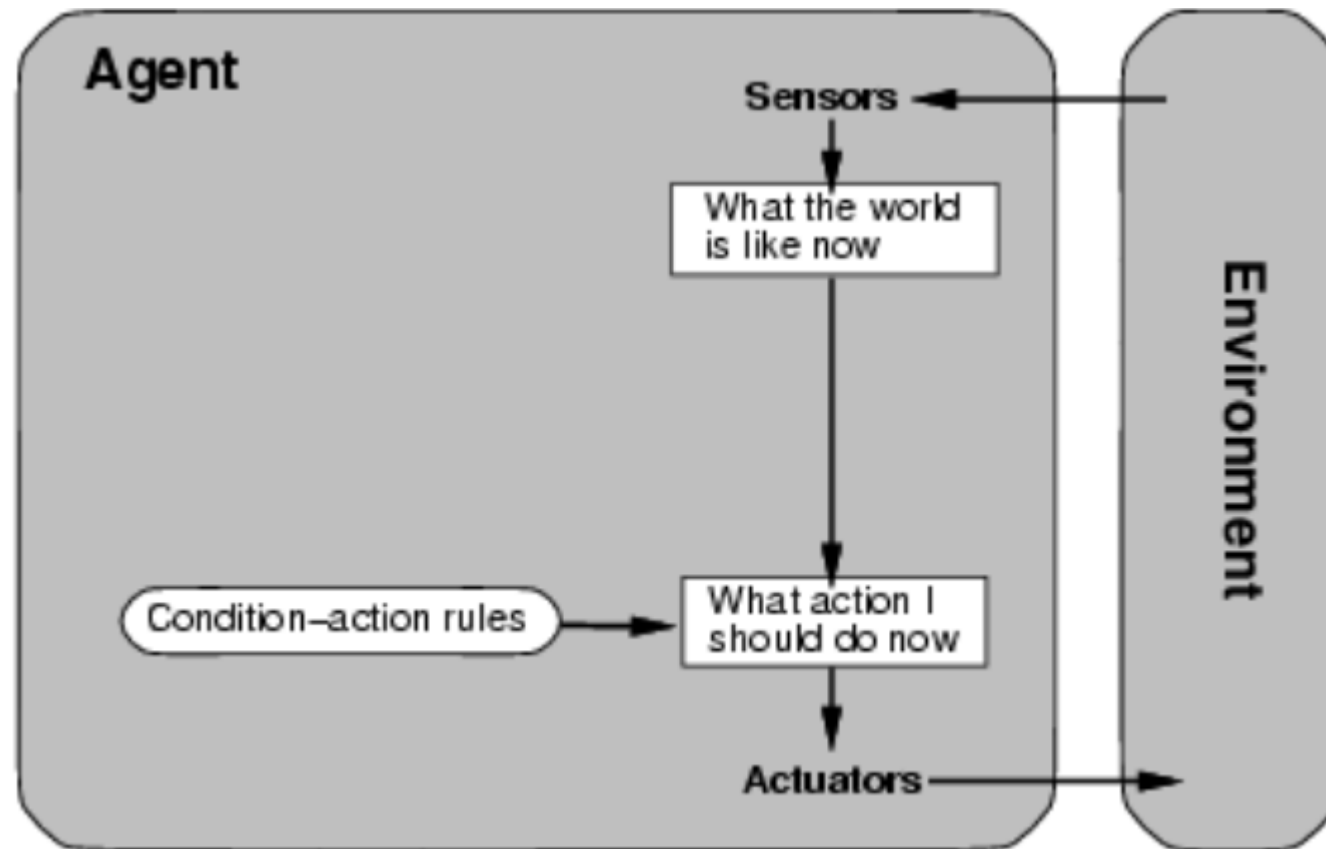 Agent
Sensors
What the world
is like now
Environment
Condition–action rules
What action I
should do now
Actuators